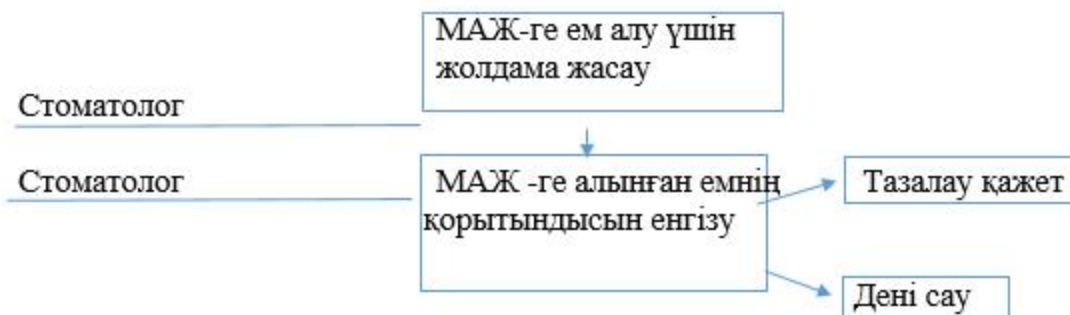 МАЖ-ге ем алу үшін
жолдама жасау
Стоматолог
Стоматолог
МАЖ -ге алынған емнің
қорытындысын енгізу
Тазалау қажет
Дені сау